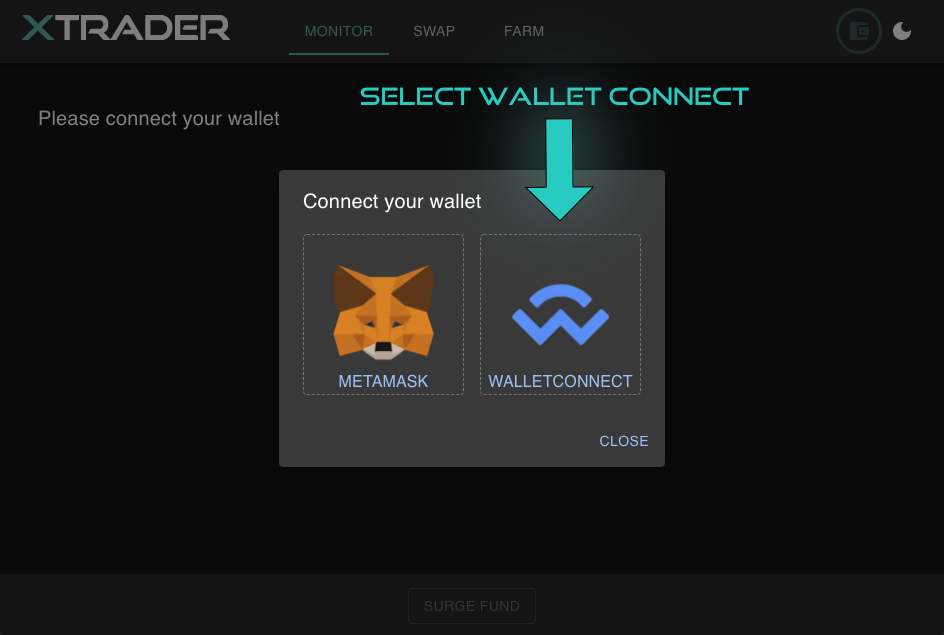 XTRADER
MONITOR
SWAP
FARM
SELECT WALLET CONNECT
Please connect your wallet
Connect your wallet
METAMASK
WALLETCONNECT
CLOSE
SURGE FUND